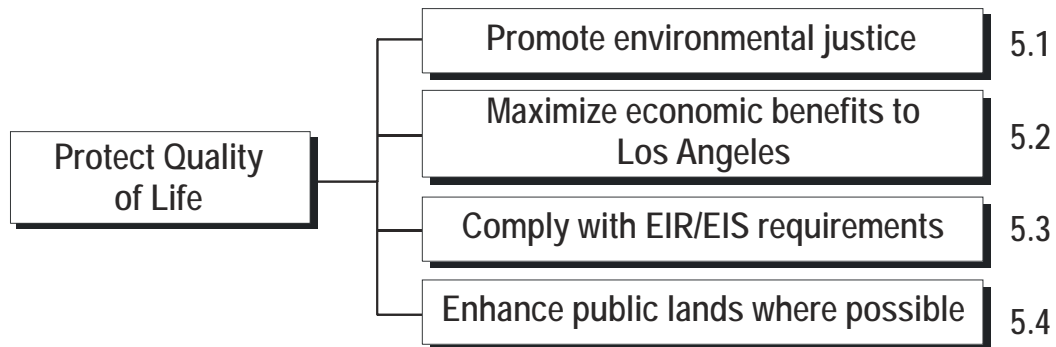 Promote environmental justice
5.1
Maximize economic benefits to
Los Angeles
5.2
Protect Quality
of Life
Comply with EIR/EIS requirements
5.3
Enhance public lands where possible
5.4